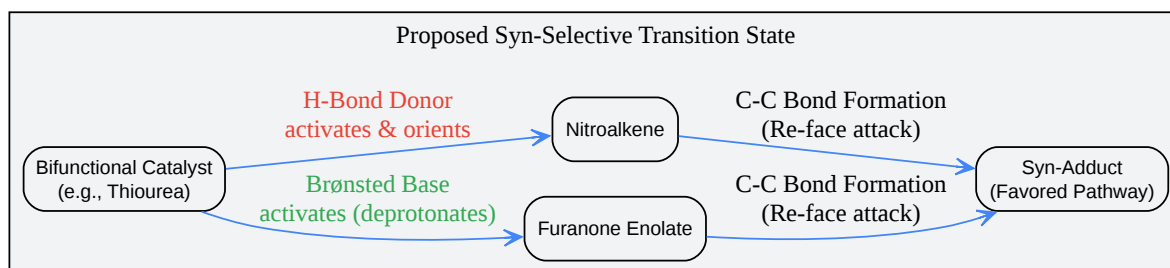 Proposed Syn-Selective Transition State
H-Bond Donor
activates & orients
C-C Bond Formation
(Re-face attack)
Nitroalkene
Bifunctional Catalyst
(e.g., Thiourea)
Brønsted Base
activates (deprotonates)
Furanone Enolate
C-C Bond Formation
(Re-face attack)
Syn-Adduct
(Favored Pathway)